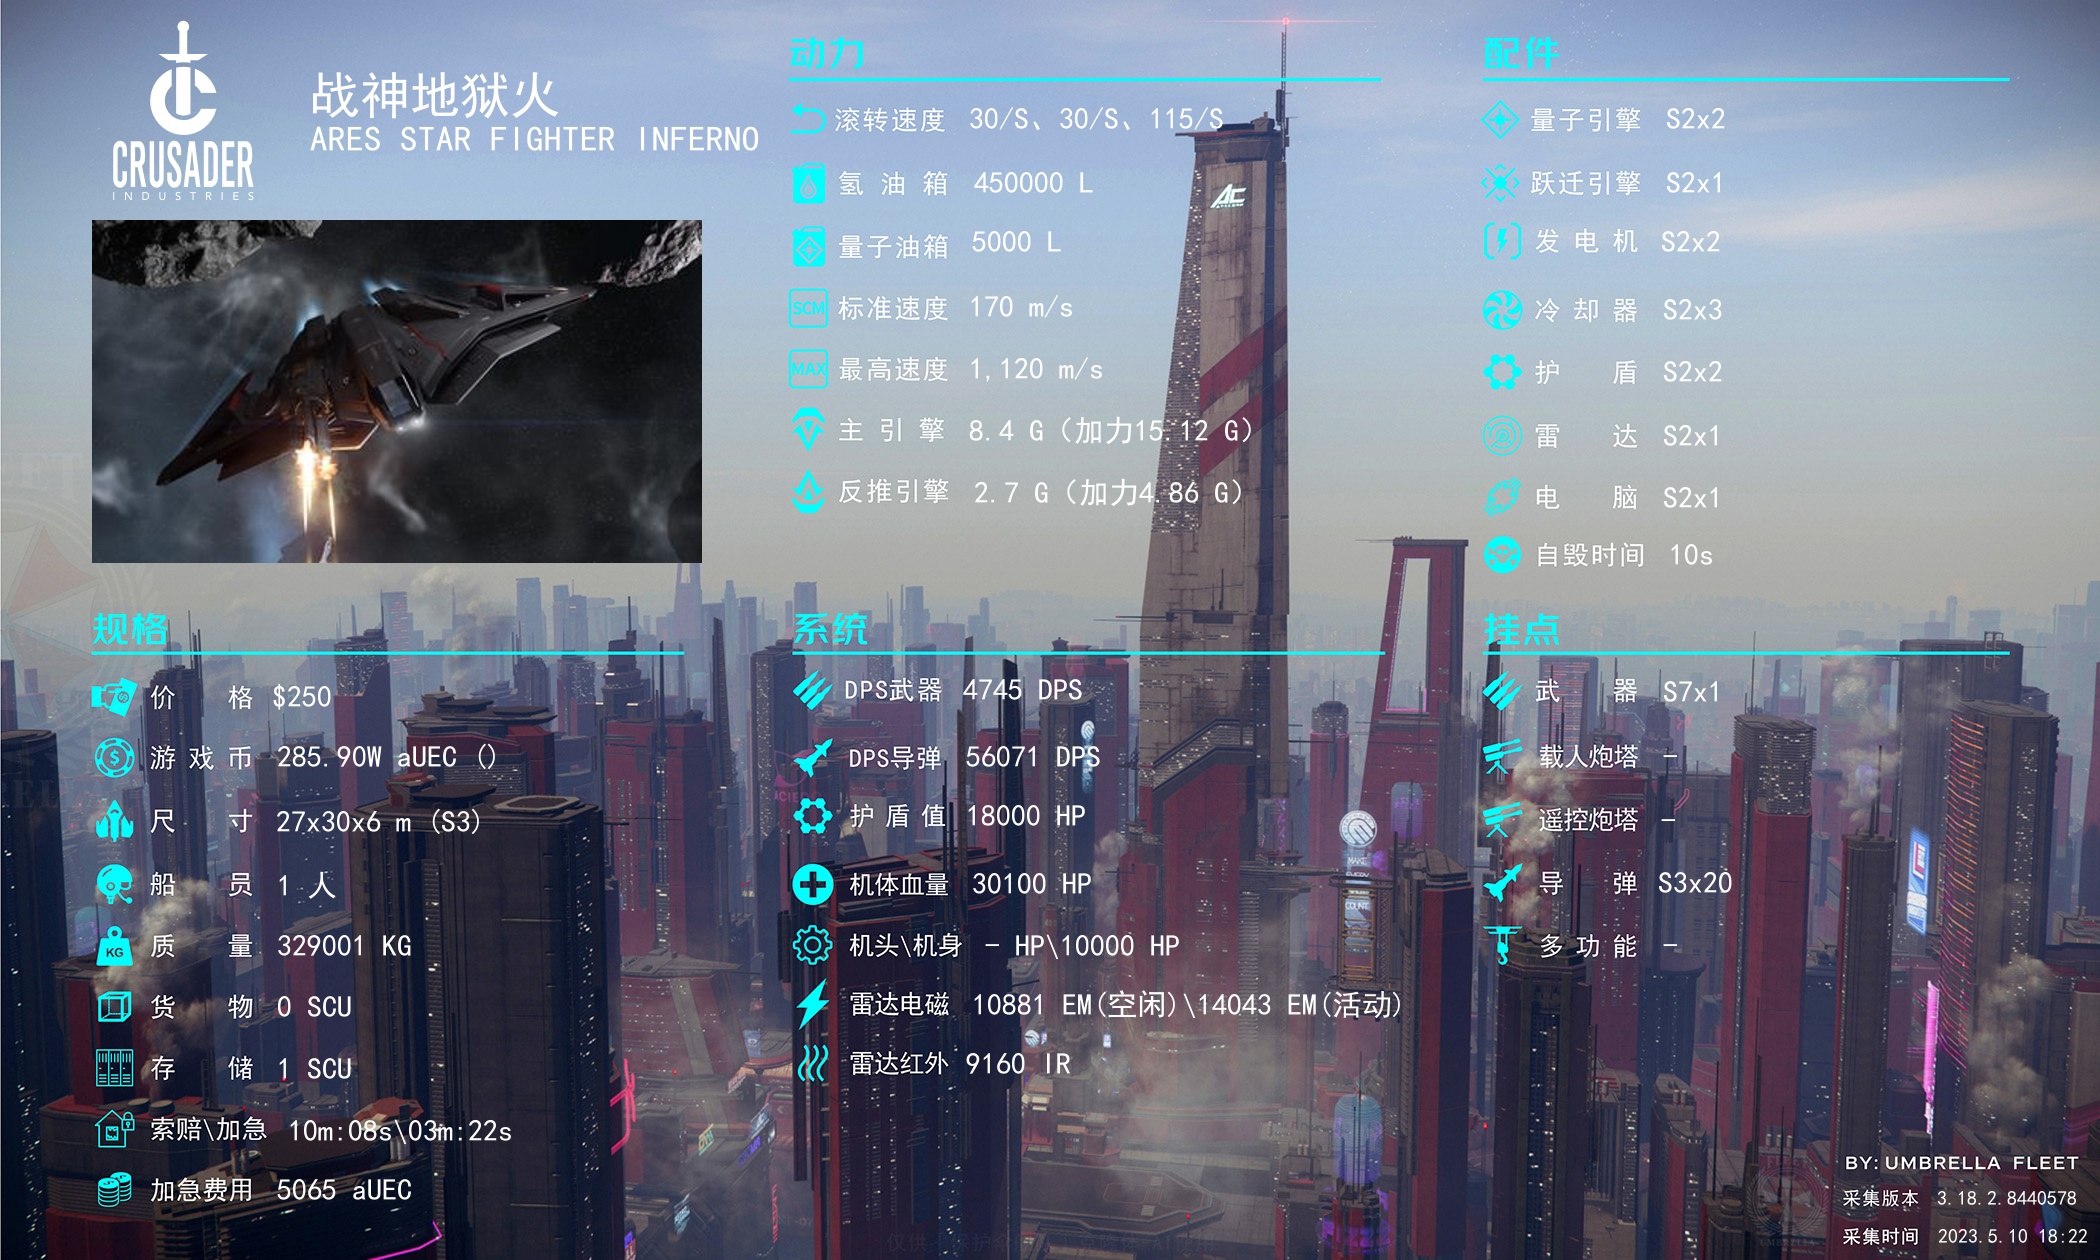 CRUSADER
INDUSTRIES
战神地狱火
ARES STAR FIGHTER INFERNO
动力
滚转速度 30/S、30/S、115/S
氢油箱 450000 L
量子油箱 5000 L
SCM 标准速度 170 m/s
MAX 最高速度 1,120 m/s
主引擎 8.4 G（加力15.12 G）
反推引擎 2.7 G（加力4.86 G）
配件
量子引擎 S2x2
跃迁引擎 S2x1
发电机 S2x2
冷却器 S2x3
护盾 S2x2
雷达 S2x1
电脑 S2x1
自毁时间 10s
规格
价格 $250
游戏币 285.90W aUEC ()
尺寸 27x30x6 m (S3)
船员 1 人
KG 质量 329001 KG
货物 0 SCU
存储 1 SCU
索赔\加急 10m:08s\03m:22s
加急费用 5065 aUEC
系统
DPS武器 4745 DPS
DPS导弹 56071 DPS
护盾值 18000 HP
机体血量 30100 HP
机头\机身 - HP\10000 HP
雷达电磁 10881 EM(空闲)\14043 EM(活动)
雷达红外 9160 IR
挂点
武器 S7x1
载人炮塔 -
遥控炮塔 -
导弹 S3x20
多功能 -
AC
MAKE
EVERY
COUNT
BY: UMBRELLA FLEET
采集版本 3.18.2.8440578
采集时间 2023.5.10 18:22